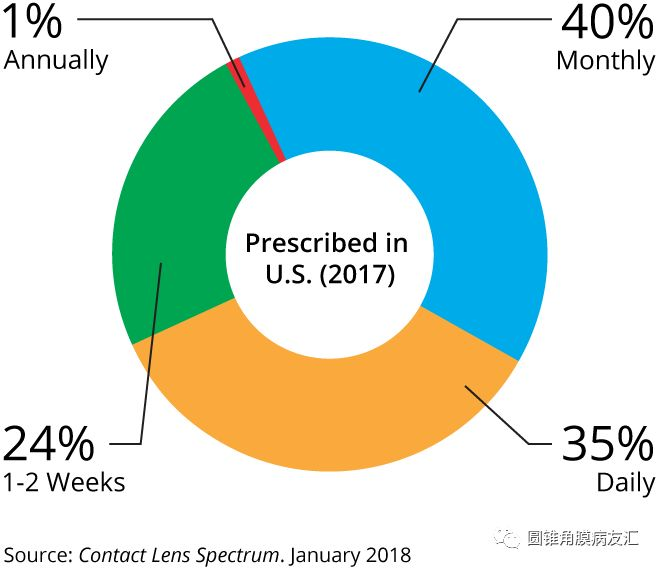 1%
Annually
40%
Monthly
Prescribed in
U.S. (2017)
24%
1-2 Weeks
35%
Daily
圆锥角膜病友汇
Source: Contact Lens Spectrum. January 2018